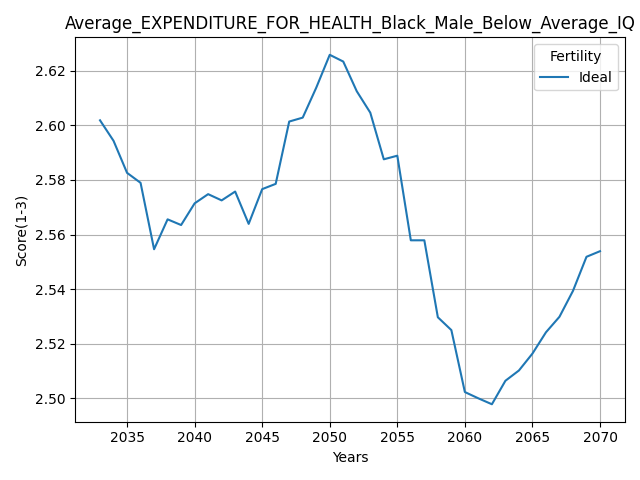 Average_EXPENDITURE_FOR_HEALTH_Black_Male_Below_Average_IQ
Fertility
Ideal
Score(1-3)
2.62
2.60
2.58
2.56
2.54
2.52
2.50
2035 2040 2045 2050 2055 2060 2065 2070
Years